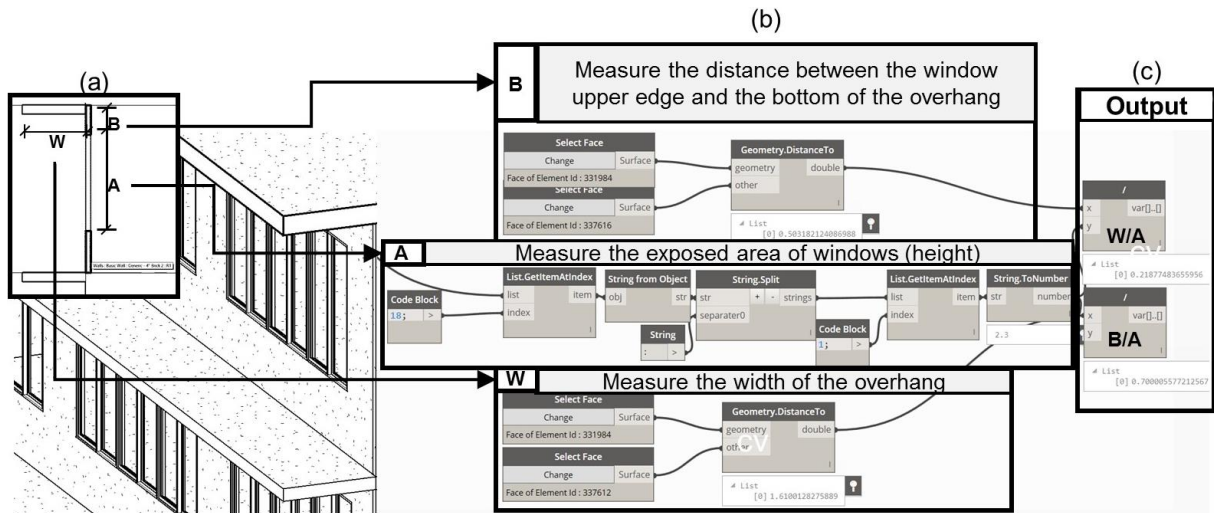 (b)
(a)
(c)
B
W
A
B
Measure the distance between the window
upper edge and the bottom of the overhang
Select Face
Change
Surface
Face of Element Id : 331984
Select Face
Change
Surface
Face of Element Id : 337616
Geometry.DistanceTo
geometry
double
other
List
[0] 0.503182124086988
A
Measure the exposed area of windows (height)
Code Block
18;
>
List.GetItemAtIndex
list
item
index
String from Object
obj
str
String
:
>
String.Split
str
+
-
strings
separater0
Code Block
1;
>
List.GetItemAtIndex
list
item
index
String.ToNumber
str
number
2.3
W
Measure the width of the overhang
Select Face
Change
Surface
Face of Element Id : 331984
Select Face
Change
Surface
Face of Element Id : 337612
Geometry.DistanceTo
geometry
double
other
CV
List
[0] 1.6100128275889
Output
/
x
var[]..[]
y
W/A
CV
List
[0] 0.21877483655956
/
x
var[]..[]
y
B/A
List
[0] 0.700005577212567